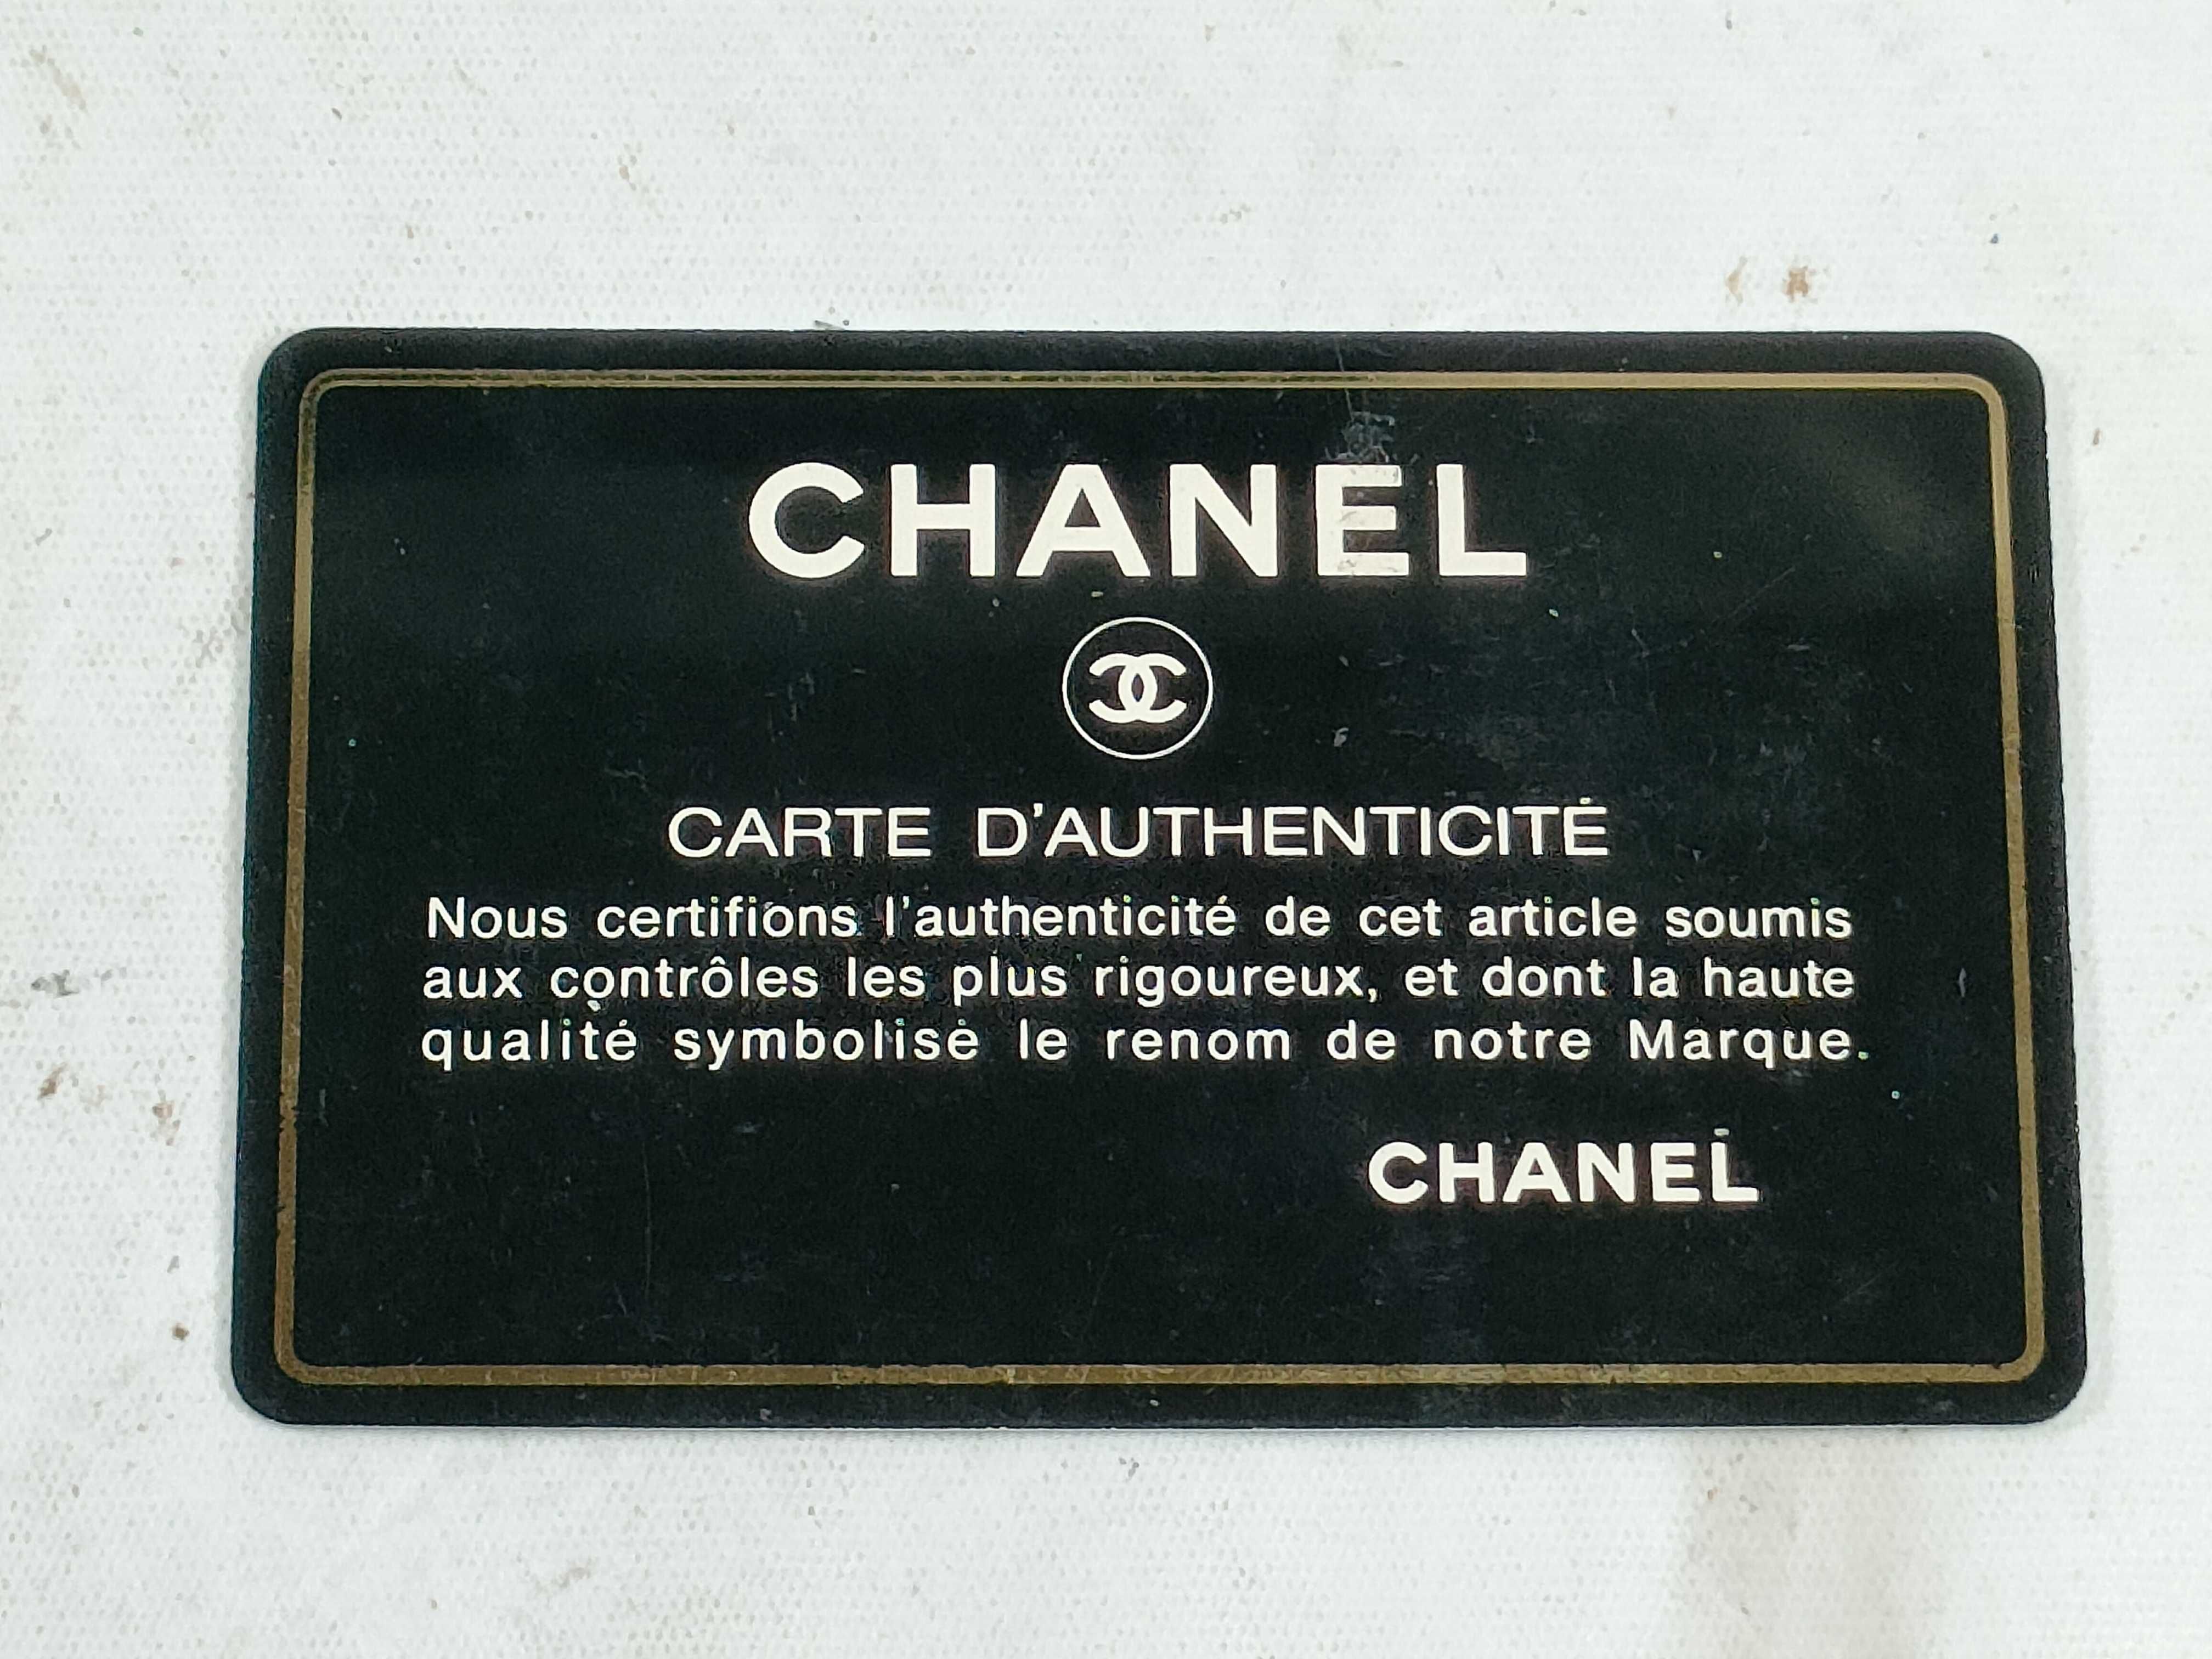 CHANEL
CARTE D'AUTHENTICITÉ
Nous certifions l'authenticité de cet article soumis
aux contrôles les plus rigoureux, et dont la haute
qualité symbolise le renom de notre Marque.
CHANEL